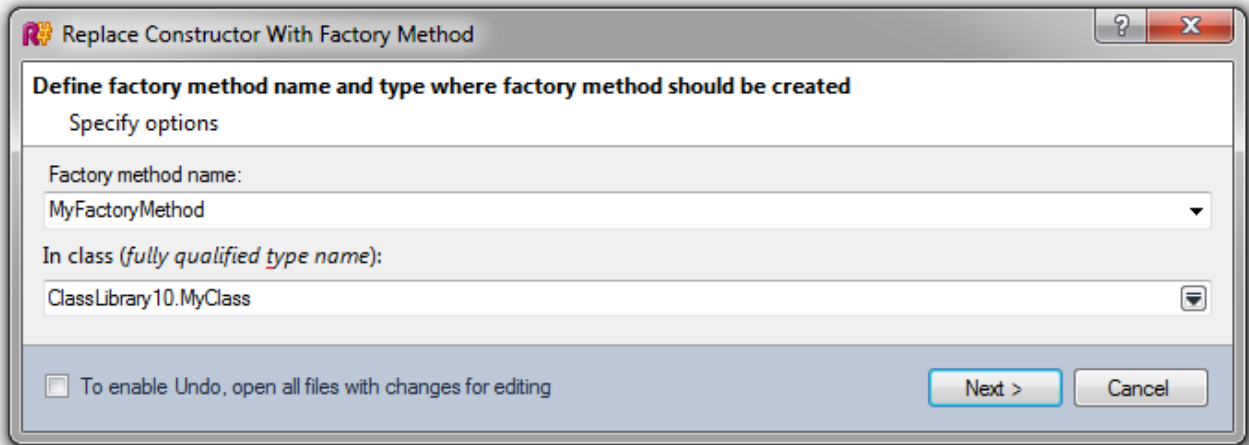 R# Replace Constructor With Factory Method
?
X
Define factory method name and type where factory method should be created
Specify options
Factory method name:
MyFactoryMethod
In class (fully qualified type name):
ClassLibrary10.MyClass
To enable Undo, open all files with changes for editing
Next >
Cancel